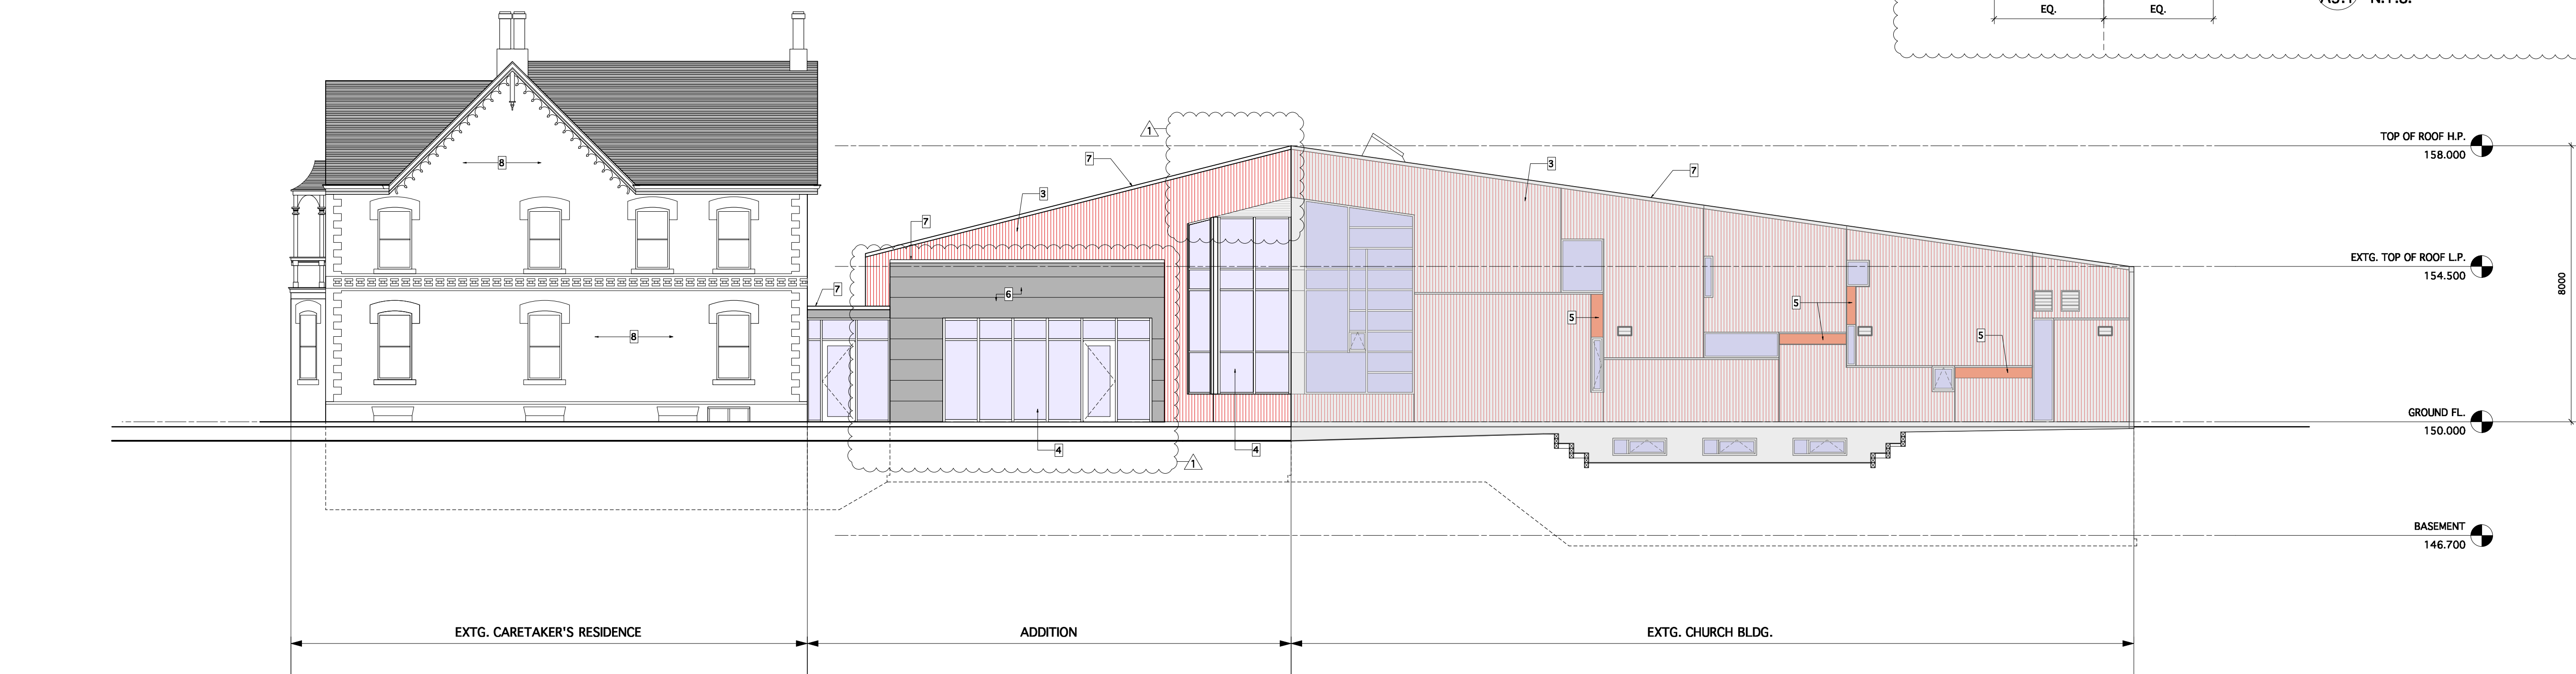 EQ.
EQ.
N.T.S.
1
TOP OF ROOF H.P.
158.000
7
3
7
3
8
7
EXTG. TOP OF ROOF L.P.
154.500
8000
7
6
5
5
5
8
4
4
1
GROUND FL.
150.000
BASEMENT
146.700
EXTG. CARETAKER'S RESIDENCE
ADDITION
EXTG. CHURCH BLDG.